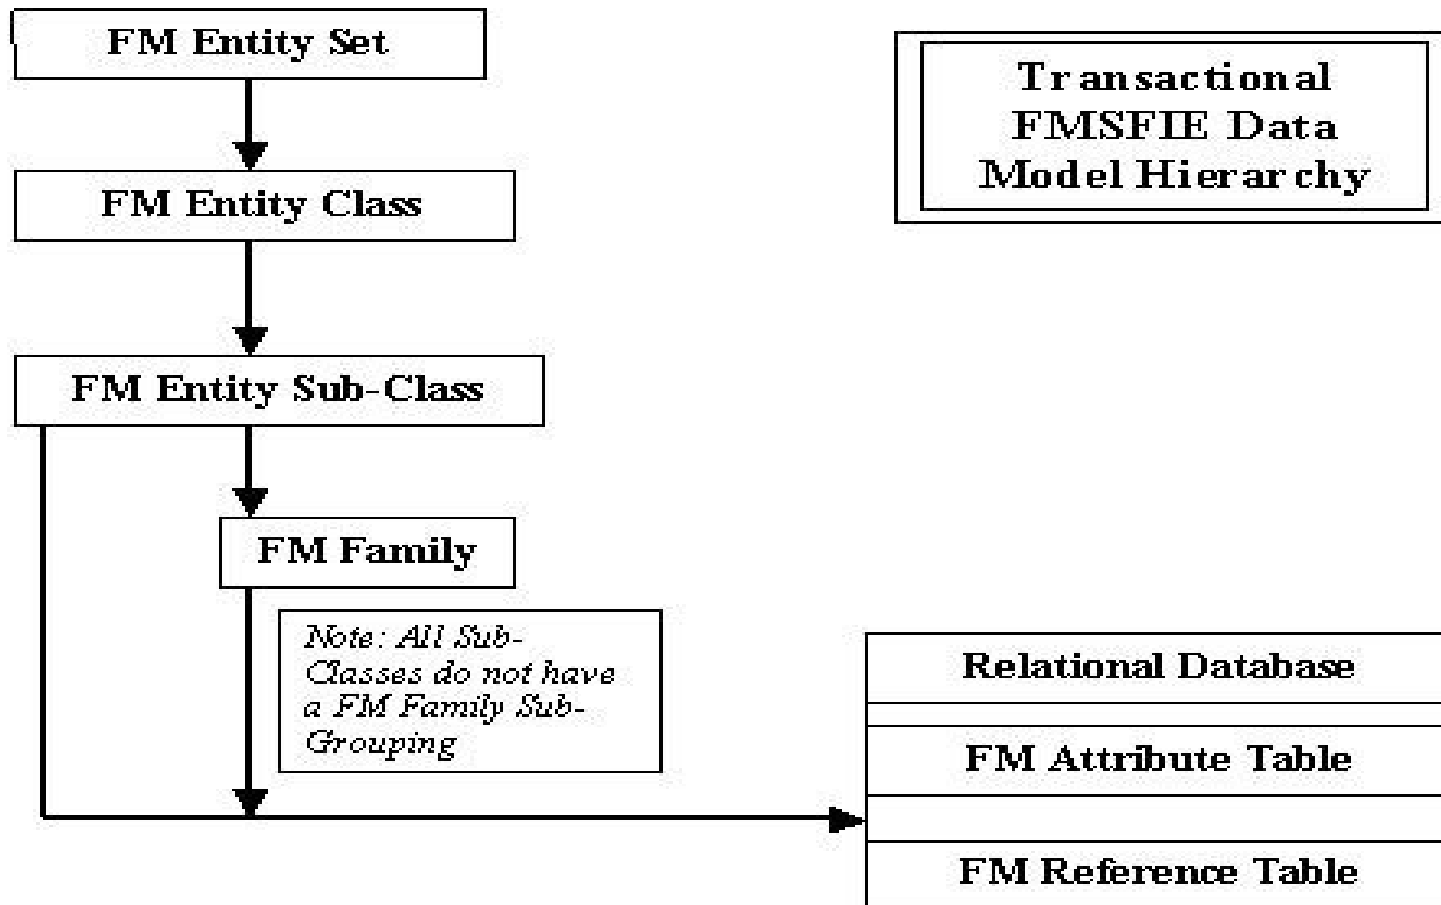 FM Entity Set
Transactional
FMSFIE Data
Model Hierarchy
FM Entity Class
FM Entity Sub-Class
FM Family
Note: All Sub-
Classes do not have
a FM Family Sub-
Grouping
Relational Database
FM Attribute Table
FM Reference Table